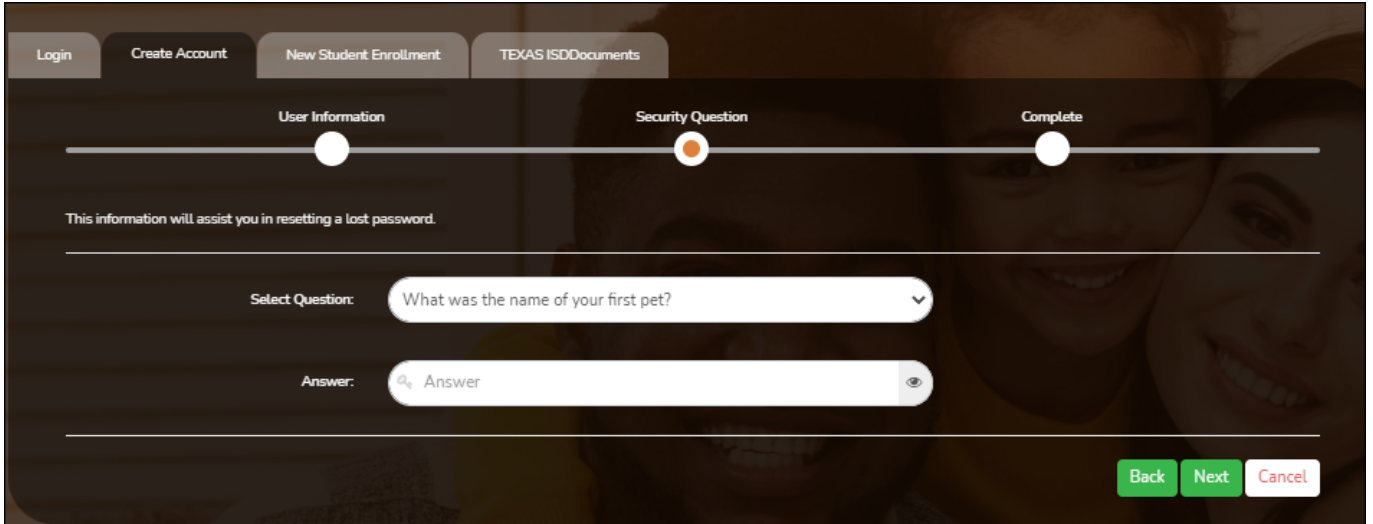 Login Create Account New Student Enrollment TEXAS ISDDocuments
User Information Security Question Complete
This information will assist you in resetting a lost password.
Select Question: What was the name of your first pet?
Answer: Answer
Back Next Cancel